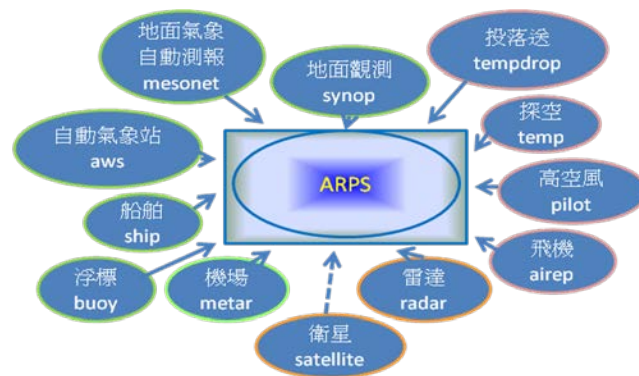 地面氣象
自動測報
mesonet
地面觀測
synop
投落送
tempdrop
自動氣象站
aws
探空
temp
ARPS
高空風
pilot
船舶
ship
飛機
airep
浮標
buoy
機場
metar
雷達
radar
衛星
satellite